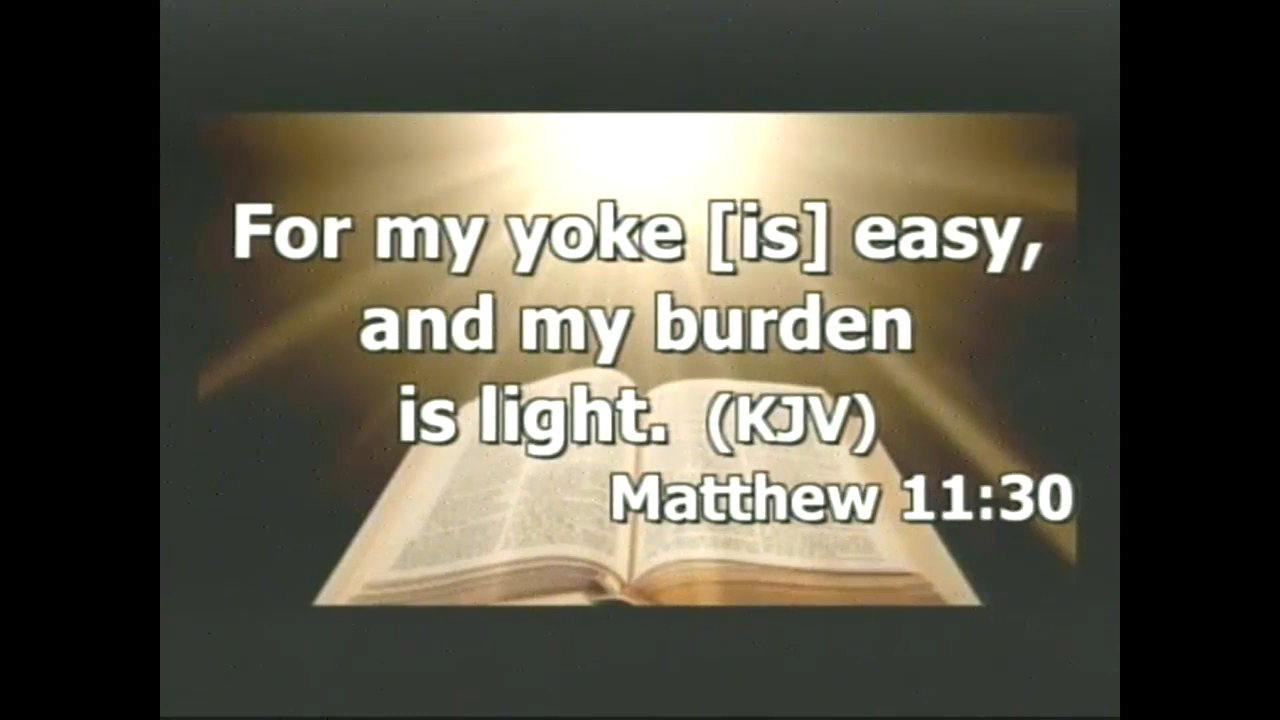 For my yoke [is] easy,
and my burden
is light. (KJV)
Matthew 11:30